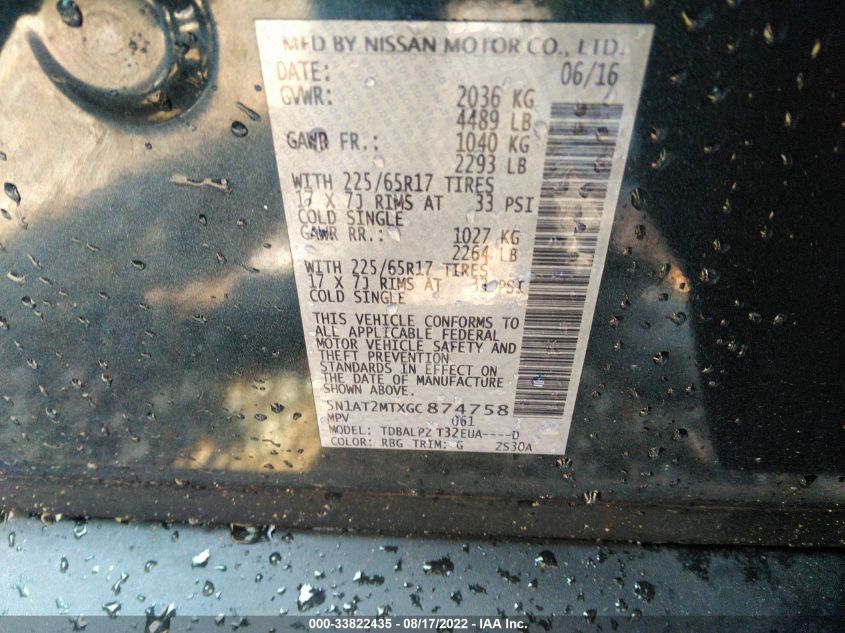 MFD BY NISSAN MOTOR CO., LTD.
DATE: 06/16
GVWR: 2036 KG
4489 LB
GAWR FR.: 1040 KG
2293 LB
WITH 225/65R17 TIRES
17 X 7J RIMS AT 33 PSI
COLD SINGLE
GAWR RR.: 1027 KG
2264 LB
WITH 225/65R17 TIRES
17 X 7J RIMS AT 33 PSI
COLD SINGLE
THIS VEHICLE CONFORMS TO
ALL APPLICABLE FEDERAL
MOTOR VEHICLE SAFETY AND
THEFT PREVENTION
STANDARDS IN EFFECT ON
THE DATE OF MANUFACTURE
SHOWN ABOVE.
5N1AT2MTXGC874758
MPV 061
MODEL: TDBALPZ T32EUA----D
COLOR: RBG TRIM: G ZS30A
000-33822435 - 08/17/2022 - IAA Inc.